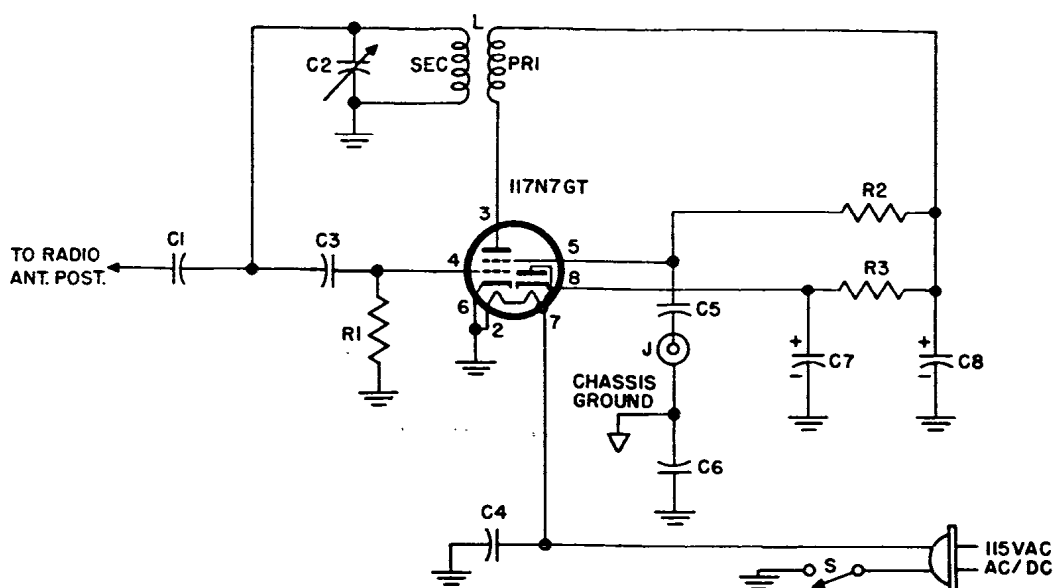 L
C2
SEC
PRI
117N7GT
3
R2
TO RADIO
ANT. POST.
C1
C3
4
5
R3
8
6
2
7
R1
C5
J
+
-
C7
+
-
C8
CHASSIS
GROUND
C6
C4
S
115VAC
AC/DC